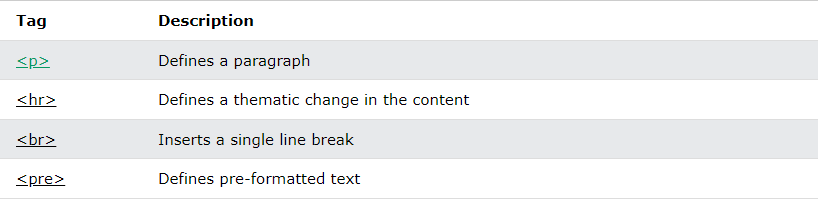 Tag Description
<p> Defines a paragraph
<hr> Defines a thematic change in the content
<br> Inserts a single line break
<pre> Defines pre-formatted text